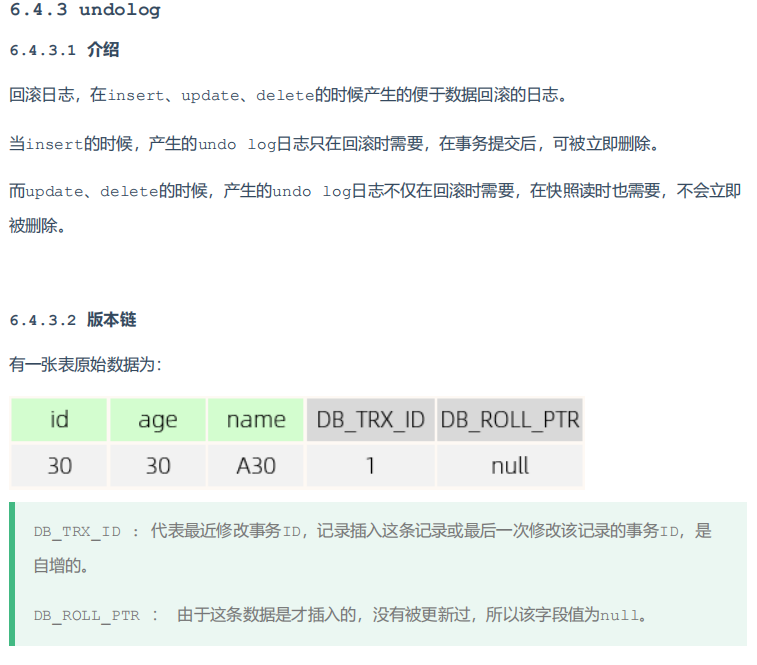 6.4.3 undolog
6.4.3.1 介绍
回滚日志，在insert、update、delete的时候产生的便于数据回滚的日志。
当insert的时候，产生的undo log日志只在回滚时需要，在事务提交后，可被立即删除。
而update、delete的时候，产生的undo log日志不仅在回滚时需要，在快照读时也需要，不会立即
被删除。
6.4.3.2 版本链
有一张表原始数据为：
id age name DB_TRX_ID DB_ROLL_PTR
30 30 A30 1 null
DB_TRX_ID : 代表最近修改事务ID，记录插入这条记录或最后一次修改该记录的事务ID，是
自增的。
DB_ROLL_PTR ： 由于这条数据是才插入的，没有被更新过，所以该字段值为null。